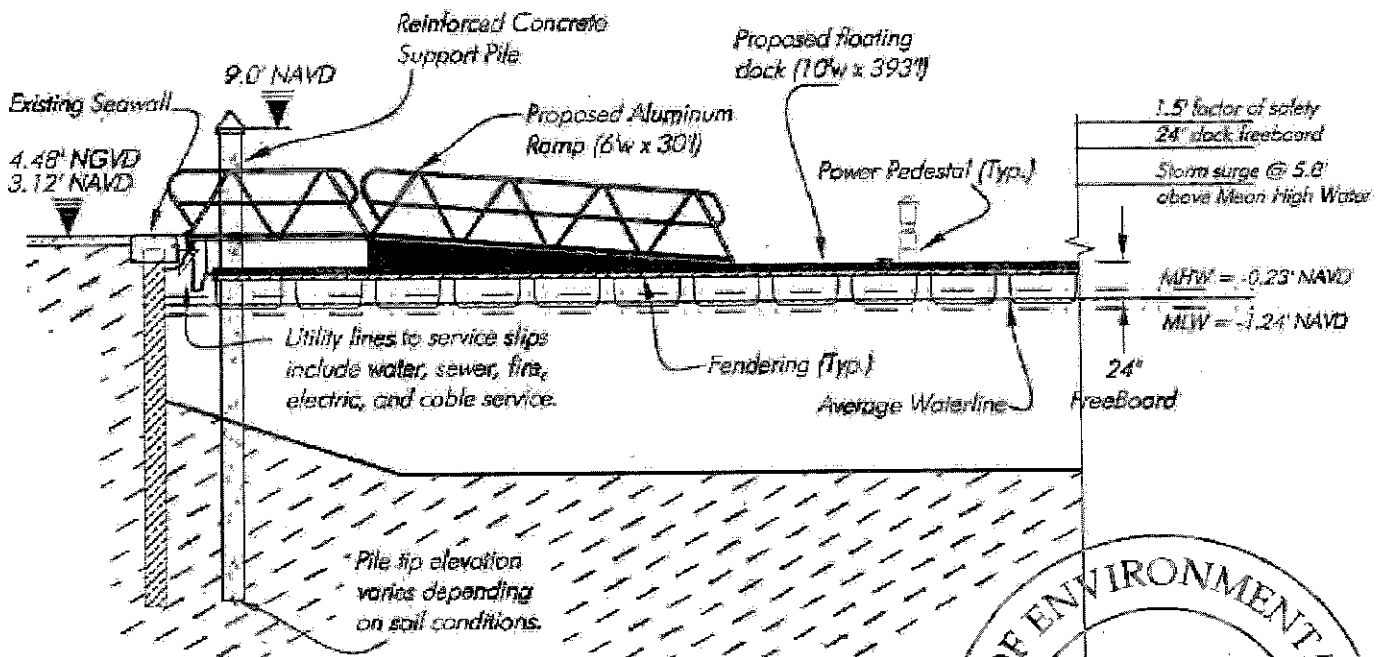 Reinforced Concrete
Support Pile
Proposed floating
dock (10'w x 393'l)
9.0' NAVD
Existing Seawall
Proposed Aluminum
Ramp (6'w x 30'l)
1.5' factor of safety
24" dock freeboard
4.48' NGVD
3.12' NAVD
Power Pedestal (Typ.)
Storm surge @ 5.8'
above Mean High Water
MHW = -0.23' NAVD
MLW = -1.24' NAVD
Utility lines to service slips
include water, sewer, fire,
electric, and cable service.
Fendering (Typ.)
24"
FreeBoard
Average Waterline
Pile tip elevation
varies depending
on soil conditions.
OF ENVIRONMENTA